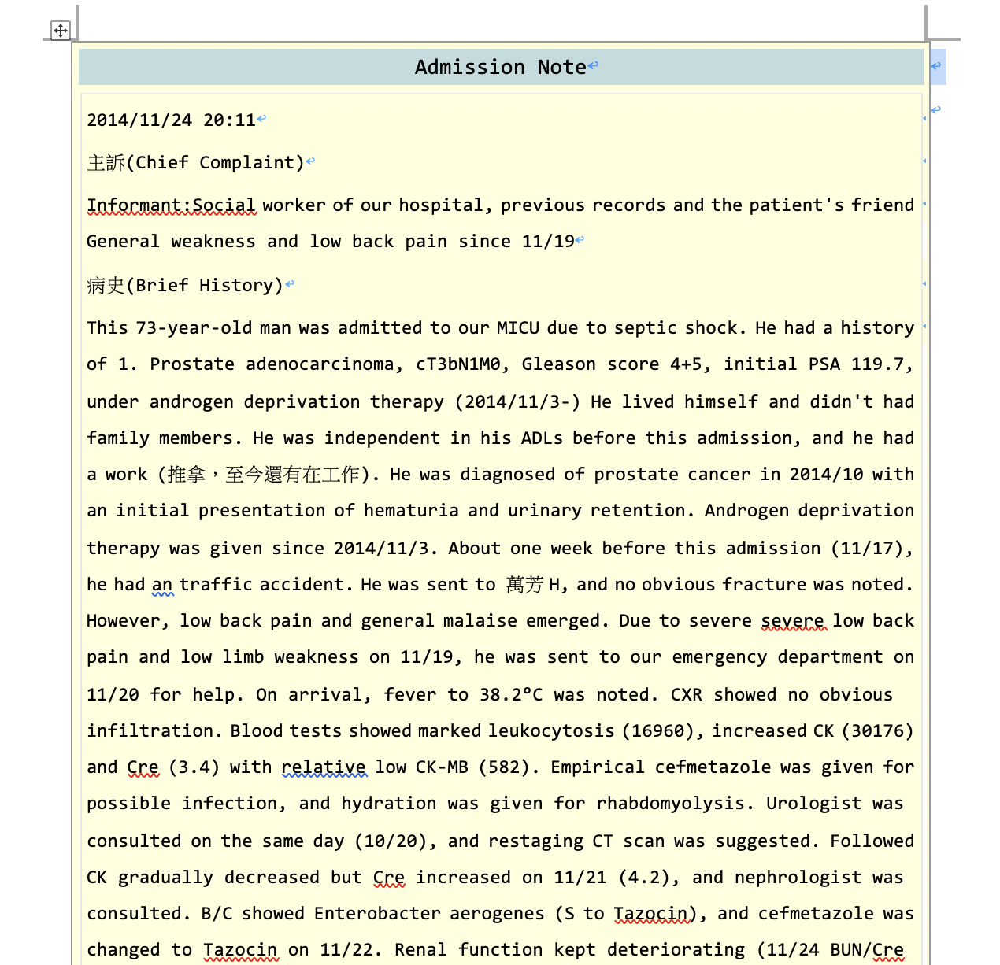 Admission Note
2014/11/24 20:11
主訴(Chief Complaint)
Informant:Social worker of our hospital, previous records and the patient's friend
General weakness and low back pain since 11/19
病史(Brief History)
This 73-year-old man was admitted to our MICU due to septic shock. He had a history
of 1. Prostate adenocarcinoma, cT3bN1M0, Gleason score 4+5, initial PSA 119.7,
under androgen deprivation therapy (2014/11/3-) He lived himself and didn't had
family members. He was independent in his ADLs before this admission, and he had
a work (推拿，至今還有在工作). He was diagnosed of prostate cancer in 2014/10 with
an initial presentation of hematuria and urinary retention. Androgen deprivation
therapy was given since 2014/11/3. About one week before this admission (11/17),
he had an traffic accident. He was sent to 萬芳 H, and no obvious fracture was noted.
However, low back pain and general malaise emerged. Due to severe severe low back
pain and low limb weakness on 11/19, he was sent to our emergency department on
11/20 for help. On arrival, fever to 38.2°C was noted. CXR showed no obvious
infiltration. Blood tests showed marked leukocytosis (16960), increased CK (30176)
and Cre (3.4) with relative low CK-MB (582). Empirical cefmetazole was given for
possible infection, and hydration was given for rhabdomyolysis. Urologist was
consulted on the same day (10/20), and restaging CT scan was suggested. Followed
CK gradually decreased but Cre increased on 11/21 (4.2), and nephrologist was
consulted. B/C showed Enterobacter aerogenes (S to Tazocin), and cefmetazole was
changed to Tazocin on 11/22. Renal function kept deteriorating (11/24 BUN/Cre